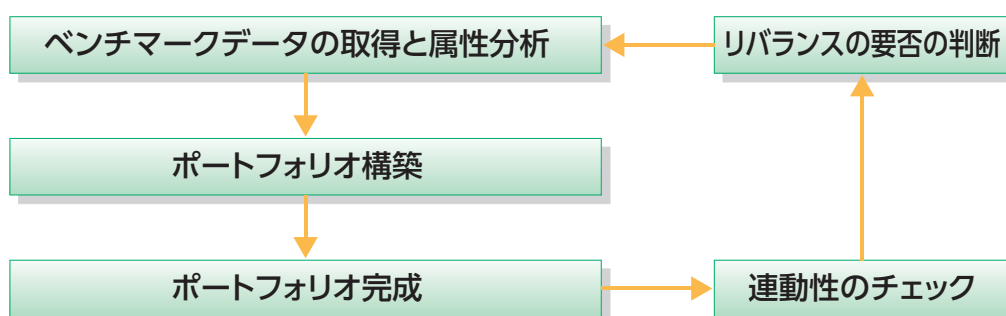 ベンチマークデータの取得と属性分析
リバランスの要否の判断
ポートフォリオ構築
ポートフォリオ完成
連動性のチェック